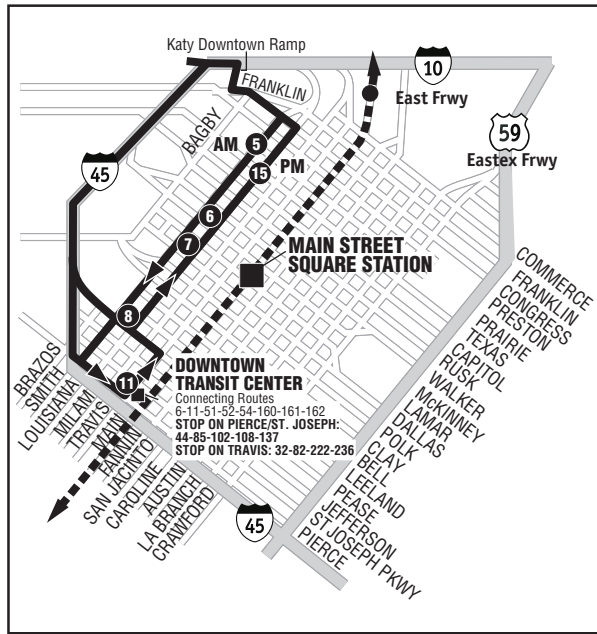 Katy Downtown Ramp
10
East Frwy
FRANKLIN
59
Eastex Frwy
BAGBY
AM 5
15 PM
45
6
7
MAIN STREET
SQUARE STATION
8
11
DOWNTOWN
TRANSIT CENTER
Connecting Routes
6-11-51-52-54-160-161-162
STOP ON PIERCE/ST. JOSEPH:
44-85-102-108-137
STOP ON TRAVIS: 32-82-222-236
BRAZOS
SMITH
LOUISIANA
MILAM
TRAVIS
MAIN
FANNIN
SAN JACINTO
CAROLINE
AUSTIN
LA BRANCH
CRAWFORD
45
COMMERCE
FRANKLIN
CONGRESS
PRESTON
PRAIRIE
TEXAS
CAPITOL
RUSK
WALKER
McKINNEY
LAMAR
DALLAS
POLK
CLAY
BELL
LEELAND
PEASE
JEFFERSON
ST JOSEPH PKWY
PIERCE